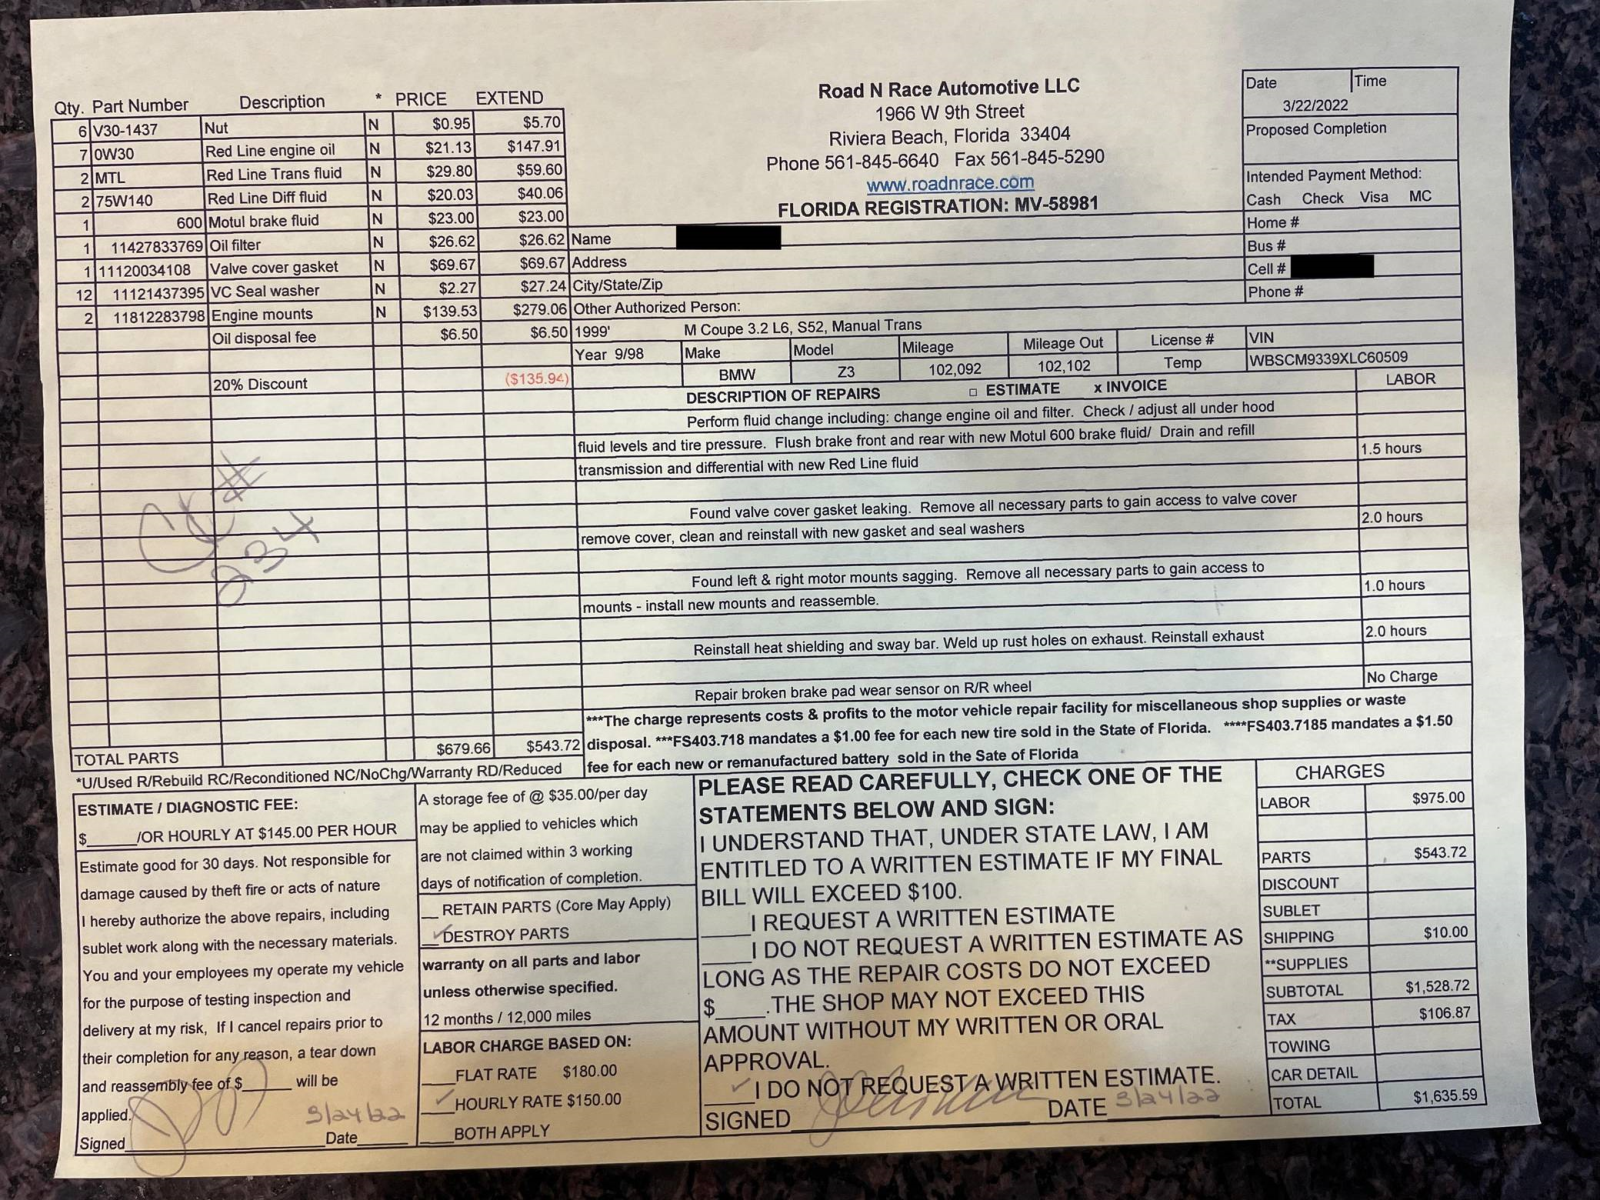 Qty. Part Number Description * PRICE EXTEND
6 V30-1437 Nut N $0.95 $5.70
7 0W30 Red Line engine oil N $21.13 $147.91
2 MTL Red Line Trans fluid N $29.80 $59.60
2 75W140 Red Line Diff fluid N $20.03 $40.06
1 600 Motul brake fluid N $23.00 $23.00
1 11427833769 Oil filter N $26.62 $26.62
1 11120034108 Valve cover gasket N $69.67 $69.67
12 11121437395 VC Seal washer N $2.27 $27.24
2 11812283798 Engine mounts N $139.53 $279.06
Oil disposal fee $6.50 $6.50
20% Discount ($135.94)
CC#
234
TOTAL PARTS $679.66 $543.72
*U/Used R/Rebuild RC/Reconditioned NC/NoChg/Warranty RD/Reduced
Road N Race Automotive LLC
1966 W 9th Street
Riviera Beach, Florida 33404
Phone 561-845-6640 Fax 561-845-5290
www.roadnrace.com
FLORIDA REGISTRATION: MV-58981
Date Time
3/22/2022
Proposed Completion
Intended Payment Method:
Cash Check Visa MC
Home #
Bus #
Cell #
Phone #
Name
Address
City/State/Zip
Other Authorized Person:
1999' M Coupe 3.2 L6, S52, Manual Trans
Year 9/98 Make Model Mileage Mileage Out License # VIN
BMW Z3 102,092 102,102 Temp WBSCM9339XLC60509
DESCRIPTION OF REPAIRS □ ESTIMATE x INVOICE LABOR
Perform fluid change including: change engine oil and filter. Check / adjust all under hood
fluid levels and tire pressure. Flush brake front and rear with new Motul 600 brake fluid/ Drain and refill
transmission and differential with new Red Line fluid
1.5 hours
Found valve cover gasket leaking. Remove all necessary parts to gain access to valve cover
remove cover, clean and reinstall with new gasket and seal washers
2.0 hours
Found left & right motor mounts sagging. Remove all necessary parts to gain access to
mounts - install new mounts and reassemble.
1.0 hours
Reinstall heat shielding and sway bar. Weld up rust holes on exhaust. Reinstall exhaust
2.0 hours
Repair broken brake pad wear sensor on R/R wheel
No Charge
***The charge represents costs & profits to the motor vehicle repair facility for miscellaneous shop supplies or waste
disposal. ***FS403.718 mandates a $1.00 fee for each new tire sold in the State of Florida. ****FS403.7185 mandates a $1.50
fee for each new or remanufactured battery sold in the Sate of Florida
ESTIMATE / DIAGNOSTIC FEE:
$______/OR HOURLY AT $145.00 PER HOUR
Estimate good for 30 days. Not responsible for
damage caused by theft fire or acts of nature
I hereby authorize the above repairs, including
sublet work along with the necessary materials.
You and your employees my operate my vehicle
for the purpose of testing inspection and
delivery at my risk, If I cancel repairs prior to
their completion for any reason, a tear down
and reassembly fee of $______ will be
applied.
3/24/22
Signed Date
A storage fee of @ $35.00/per day
may be applied to vehicles which
are not claimed within 3 working
days of notification of completion.
__ RETAIN PARTS (Core May Apply)
✓ DESTROY PARTS
warranty on all parts and labor
unless otherwise specified.
12 months / 12,000 miles
LABOR CHARGE BASED ON:
____FLAT RATE $180.00
✓ HOURLY RATE $150.00
____BOTH APPLY
PLEASE READ CAREFULLY, CHECK ONE OF THE
STATEMENTS BELOW AND SIGN:
I UNDERSTAND THAT, UNDER STATE LAW, I AM
ENTITLED TO A WRITTEN ESTIMATE IF MY FINAL
BILL WILL EXCEED $100.
____I REQUEST A WRITTEN ESTIMATE
____I DO NOT REQUEST A WRITTEN ESTIMATE AS
LONG AS THE REPAIR COSTS DO NOT EXCEED
$____.THE SHOP MAY NOT EXCEED THIS
AMOUNT WITHOUT MY WRITTEN OR ORAL
APPROVAL.
✓ I DO NOT REQUEST A WRITTEN ESTIMATE.
SIGNED DATE 3/24/22
CHARGES
LABOR $975.00
PARTS $543.72
DISCOUNT
SUBLET
SHIPPING $10.00
**SUPPLIES
SUBTOTAL $1,528.72
TAX $106.87
TOWING
CAR DETAIL
TOTAL $1,635.59